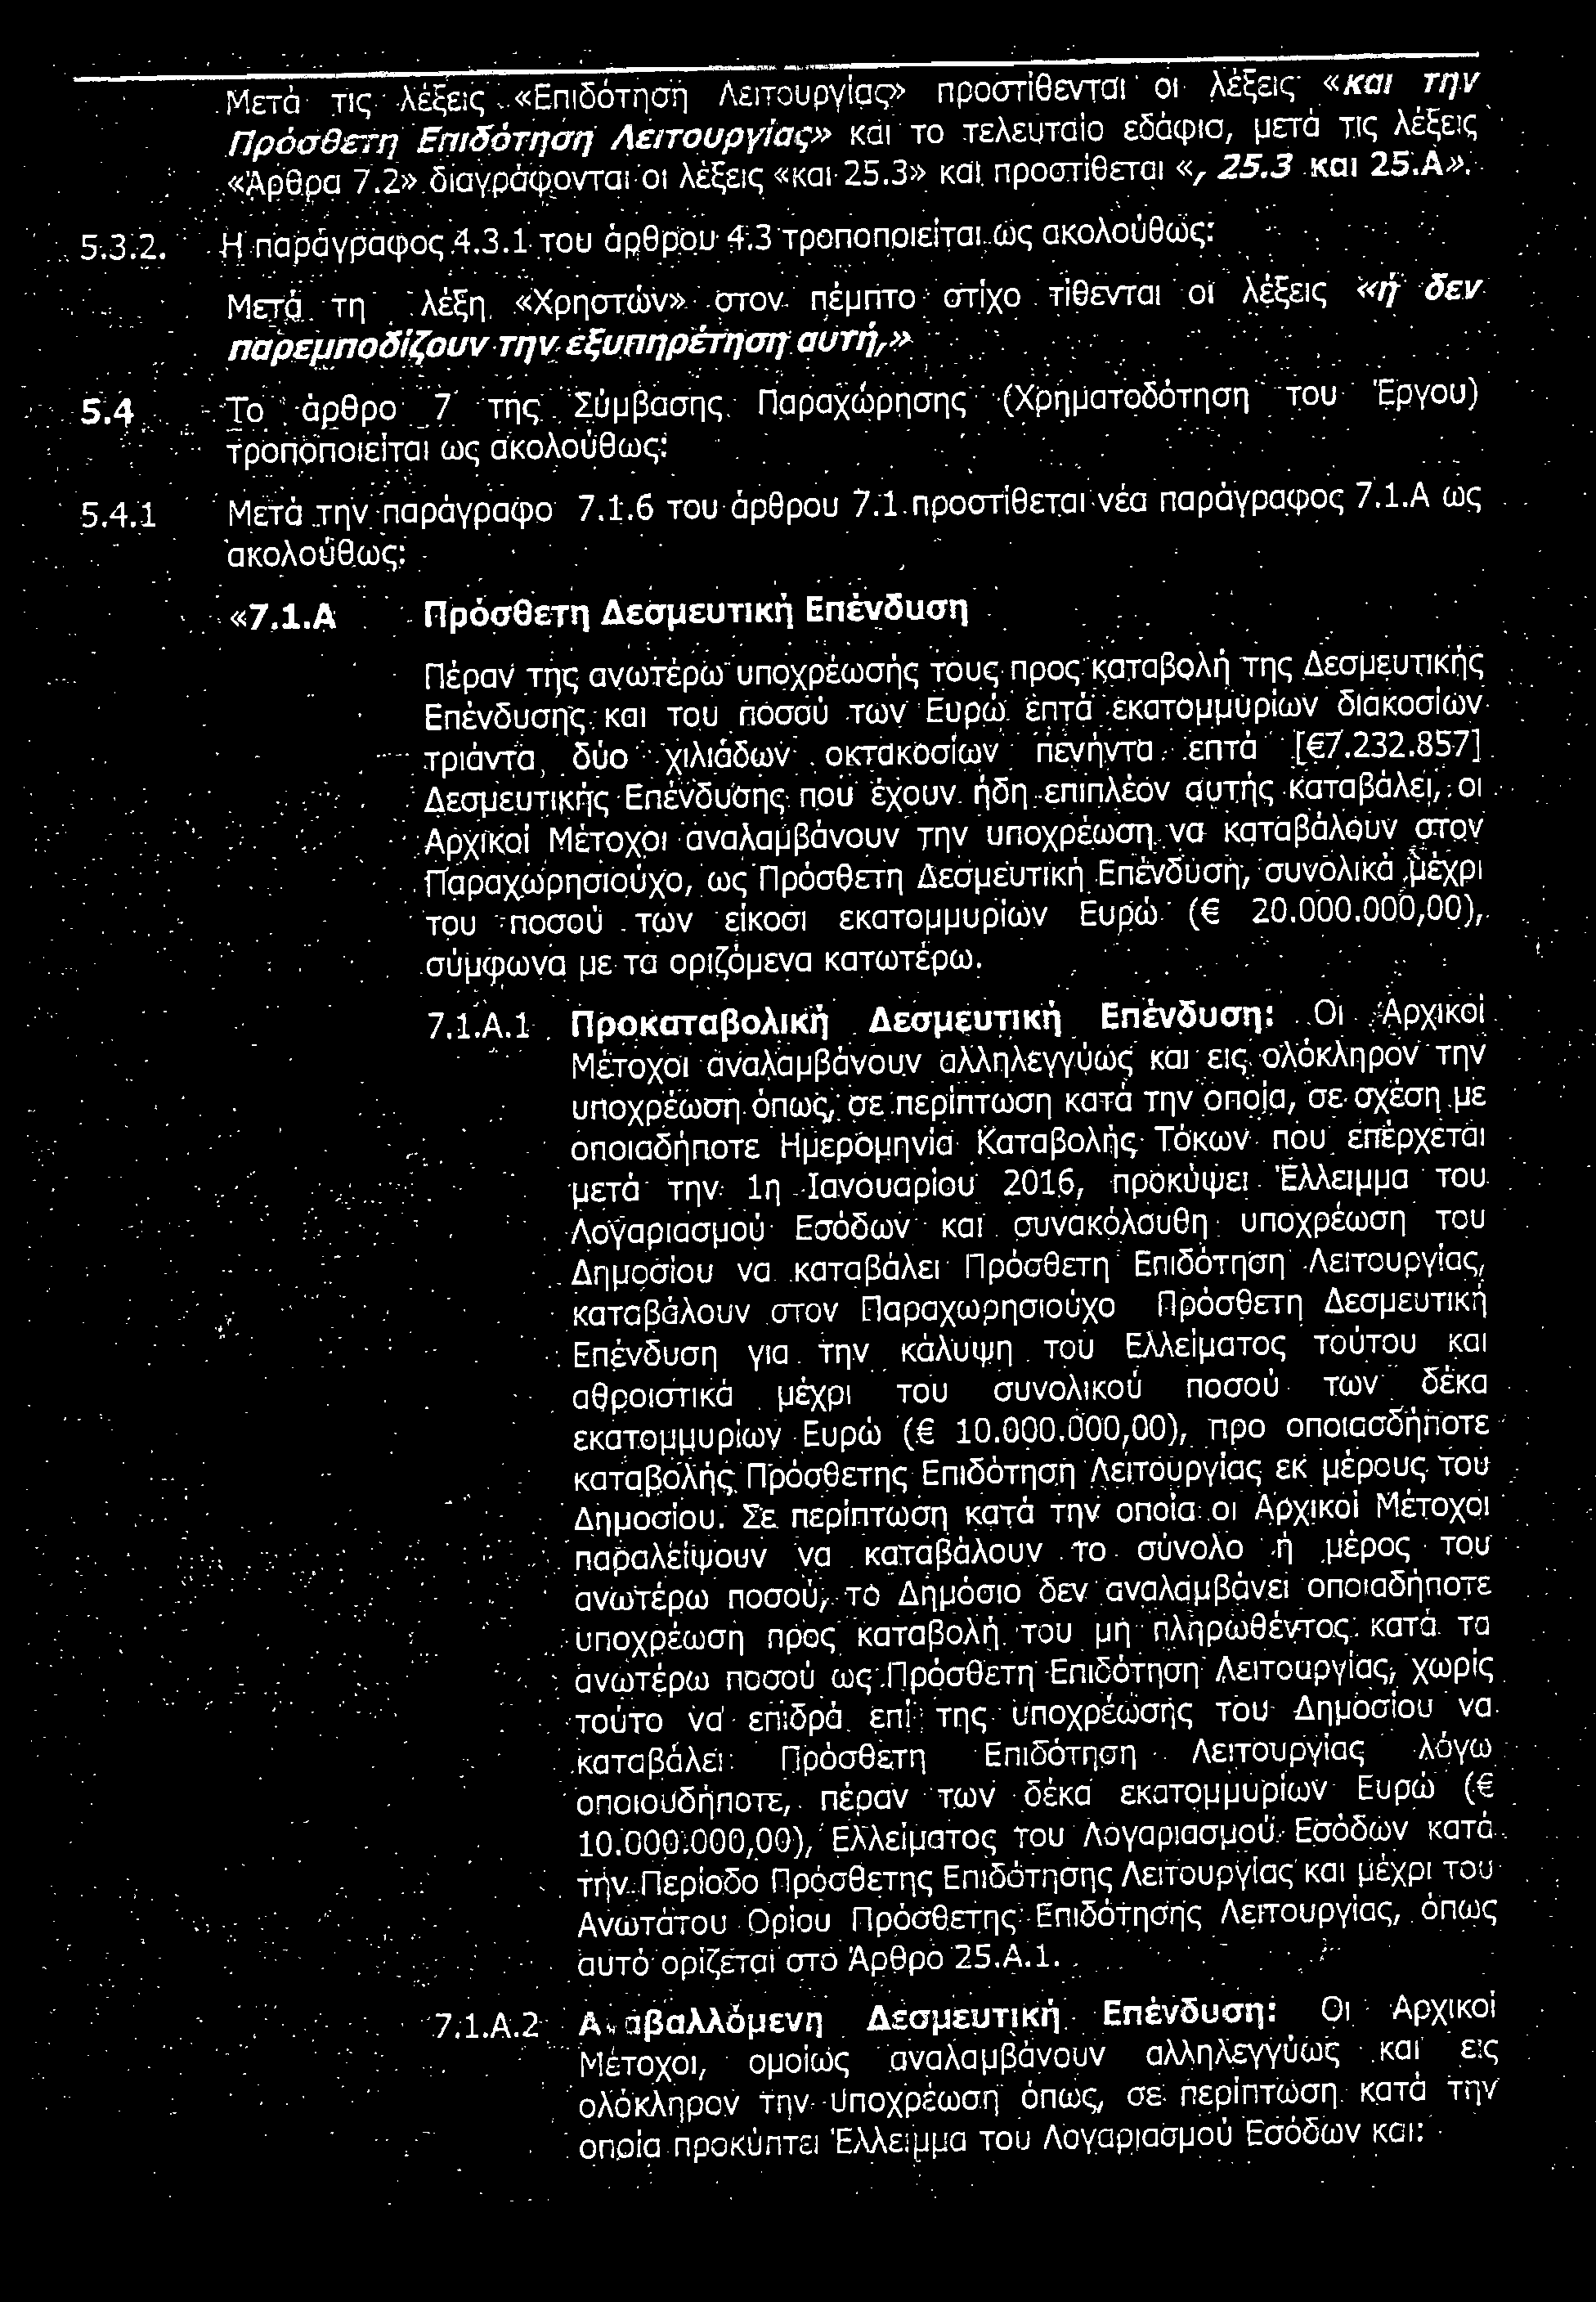 Μετά τις λέξεις «Επιδότηση Λειτουργίας» προστίθενται οι λέξεις «και την
Πρόσθετη Επιδότηση Λειτουργίας» και το τελευταίο εδάφιο, μετά τις λέξεις
«Άρθρα 7.2» διαγράφονται οι λέξεις «και 25.3» και προστίθεται «, 25.3 και 25.Α».
5.3.2. Η παράγραφος 4.3.1 του άρθρου 4.3 τροποποιείται ως ακολούθως:
Μετά τη λέξη «Χρηστών» στον πέμπτο στίχο τίθενται οι λέξεις «ή δεν
παρεμποδίζουν την εξυπηρέτηση αυτή,»
5.4 Το άρθρο 7 της Σύμβασης Παραχώρησης (Χρηματοδότηση του Έργου)
τροποποιείται ως ακολούθως:
5.4.1 Μετά την παράγραφο 7.1.6 του άρθρου 7.1 προστίθεται νέα παράγραφος 7.1.Α ως
ακολούθως:
«7.1.Α Πρόσθετη Δεσμευτική Επένδυση
Πέραν της ανωτέρω υποχρέωσής τους προς καταβολή της Δεσμευτικής
Επένδυσης και του ποσού των Ευρώ επτά εκατομμυρίων διακοσίων
τριάντα δύο χιλιάδων οκτακοσίων πενήντα επτά [€7.232.857]
Δεσμευτικής Επένδυσης που έχουν ήδη επιπλέον αυτής καταβάλει, οι
Αρχικοί Μέτοχοι αναλαμβάνουν την υποχρέωση να καταβάλουν στον
Παραχωρησιούχο, ως Πρόσθετη Δεσμευτική Επένδυση, συνολικά μέχρι
του ποσού των είκοσι εκατομμυρίων Ευρώ (€ 20.000.000,00),
σύμφωνα με τα οριζόμενα κατωτέρω.
7.1.Α.1 Προκαταβολική Δεσμευτική Επένδυση: Οι Αρχικοί
Μέτοχοι αναλαμβάνουν αλληλεγγύως και εις ολόκληρον την
υποχρέωση όπως, σε περίπτωση κατά την οποία, σε σχέση με
οποιαδήποτε Ημερομηνία Καταβολής Τόκων που επέρχεται
μετά την 1η Ιανουαρίου 2016, προκύψει Έλλειμμα του
Λογαριασμού Εσόδων και συνακόλουθη υποχρέωση του
Δημοσίου να καταβάλει Πρόσθετη Επιδότηση Λειτουργίας,
καταβάλουν στον Παραχωρησιούχο Πρόσθετη Δεσμευτική
Επένδυση για την κάλυψη του Ελλείματος τούτου και
αθροιστικά μέχρι του συνολικού ποσού των δέκα
εκατομμυρίων Ευρώ (€ 10.000.000,00), προ οποιασδήποτε
καταβολής Πρόσθετης Επιδότηση Λειτουργίας εκ μέρους του
Δημοσίου. Σε περίπτωση κατά την οποία οι Αρχικοί Μέτοχοι
παραλείψουν να καταβάλουν το σύνολο ή μέρος του
ανωτέρω ποσού, το Δημόσιο δεν αναλαμβάνει οποιαδήποτε
υποχρέωση προς καταβολή του μη πληρωθέντος κατά τα
ανωτέρω ποσού ως Πρόσθετη Επιδότηση Λειτουργίας, χωρίς
τούτο να επιδρά επί της υποχρέωσής του Δημοσίου να
καταβάλει Πρόσθετη Επιδότηση Λειτουργίας λόγω
οποιουδήποτε, πέραν των δέκα εκατομμυρίων Ευρώ (€
10.000.000,00), Ελλείματος του Λογαριασμού Εσόδων κατά
την Περίοδο Πρόσθετης Επιδότησης Λειτουργίας και μέχρι του
Ανωτάτου Ορίου Πρόσθετης Επιδότησης Λειτουργίας, όπως
αυτό ορίζεται στο Άρθρο 25.Α.1.
7.1.Α.2 Αναβαλλόμενη Δεσμευτική Επένδυση: Οι Αρχικοί
Μέτοχοι, ομοίως αναλαμβάνουν αλληλεγγύως και εις
ολόκληρον την υποχρέωση όπως, σε περίπτωση κατά την
οποία προκύπτει Έλλειμμα του Λογαριασμού Εσόδων και: